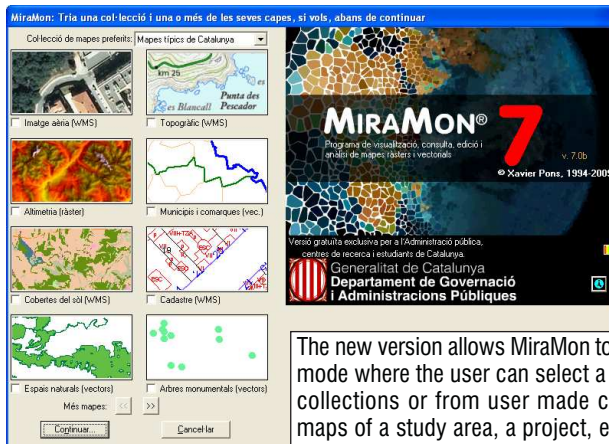 MiraMon: Tria una col·lecció i una o més de les seves capes, si vols, abans de continuar
Col·lecció de mapes preferits: Mapes típics de Catalunya
km 25
es
es Blancall
Punta des
Pescador
Imatge aèria (WMS)
Topogràfic (WMS)
Altimetria (ràster)
Municipis i comarques (vec.)
Cobertes del sòl (WMS)
Cadastre (WMS)
Espais naturals (vectors)
Arbres monumentals (vectors)
Més mapes: << >>
Continuar...
Cancel·lar
MIRAMON® 7
Programa de visualització, consulta, edició i
anàlisi de mapes ràsters i vectorials
v. 7.0b
© Xavier Pons, 1994-2009
Versió gratuïta exclusiva per a l'Administració pública,
centres de recerca i estudiants de Catalunya.
Generalitat de Catalunya
Departament de Governació
i Administracions Públiques
The new version allows MiraMon to
mode where the user can select a
collections or from user made c
maps of a study area, a project, e